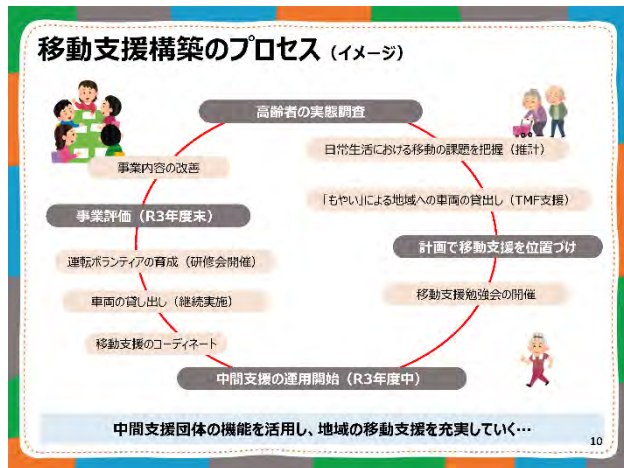 移動支援構築のプロセス（イメージ）
高齢者の実態調査
日常生活における移動の課題を把握（推計）
「もやい」による地域への車両の貸出し（TMF支援）
計画で移動支援を位置づけ
移動支援勉強会の開催
中間支援の運用開始（R3年度中）
移動支援のコーディネート
車両の貸し出し（継続実施）
運転ボランティアの育成（研修会開催）
事業評価（R3年度末）
事業内容の改善
中間支援団体の機能を活用し、地域の移動支援を充実していく…
10